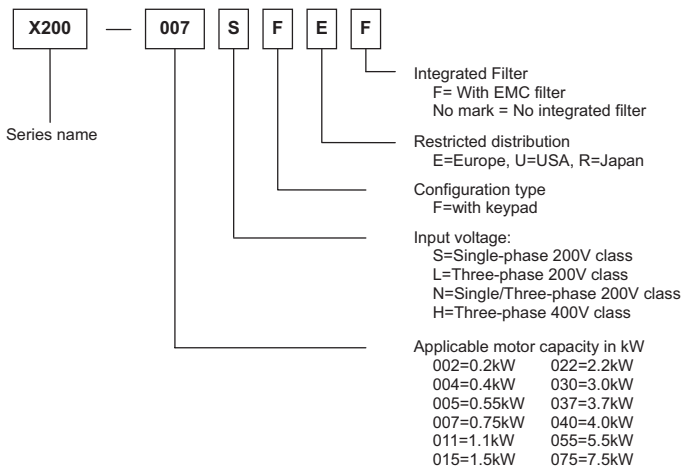 X200 — 007 S F E F
Series name
Integrated Filter
F= With EMC filter
No mark = No integrated filter
Restricted distribution
E=Europe, U=USA, R=Japan
Configuration type
F=with keypad
Input voltage:
S=Single-phase 200V class
L=Three-phase 200V class
N=Single/Three-phase 200V class
H=Three-phase 400V class
Applicable motor capacity in kW
002=0.2kW 022=2.2kW
004=0.4kW 030=3.0kW
005=0.55kW 037=3.7kW
007=0.75kW 040=4.0kW
011=1.1kW 055=5.5kW
015=1.5kW 075=7.5kW